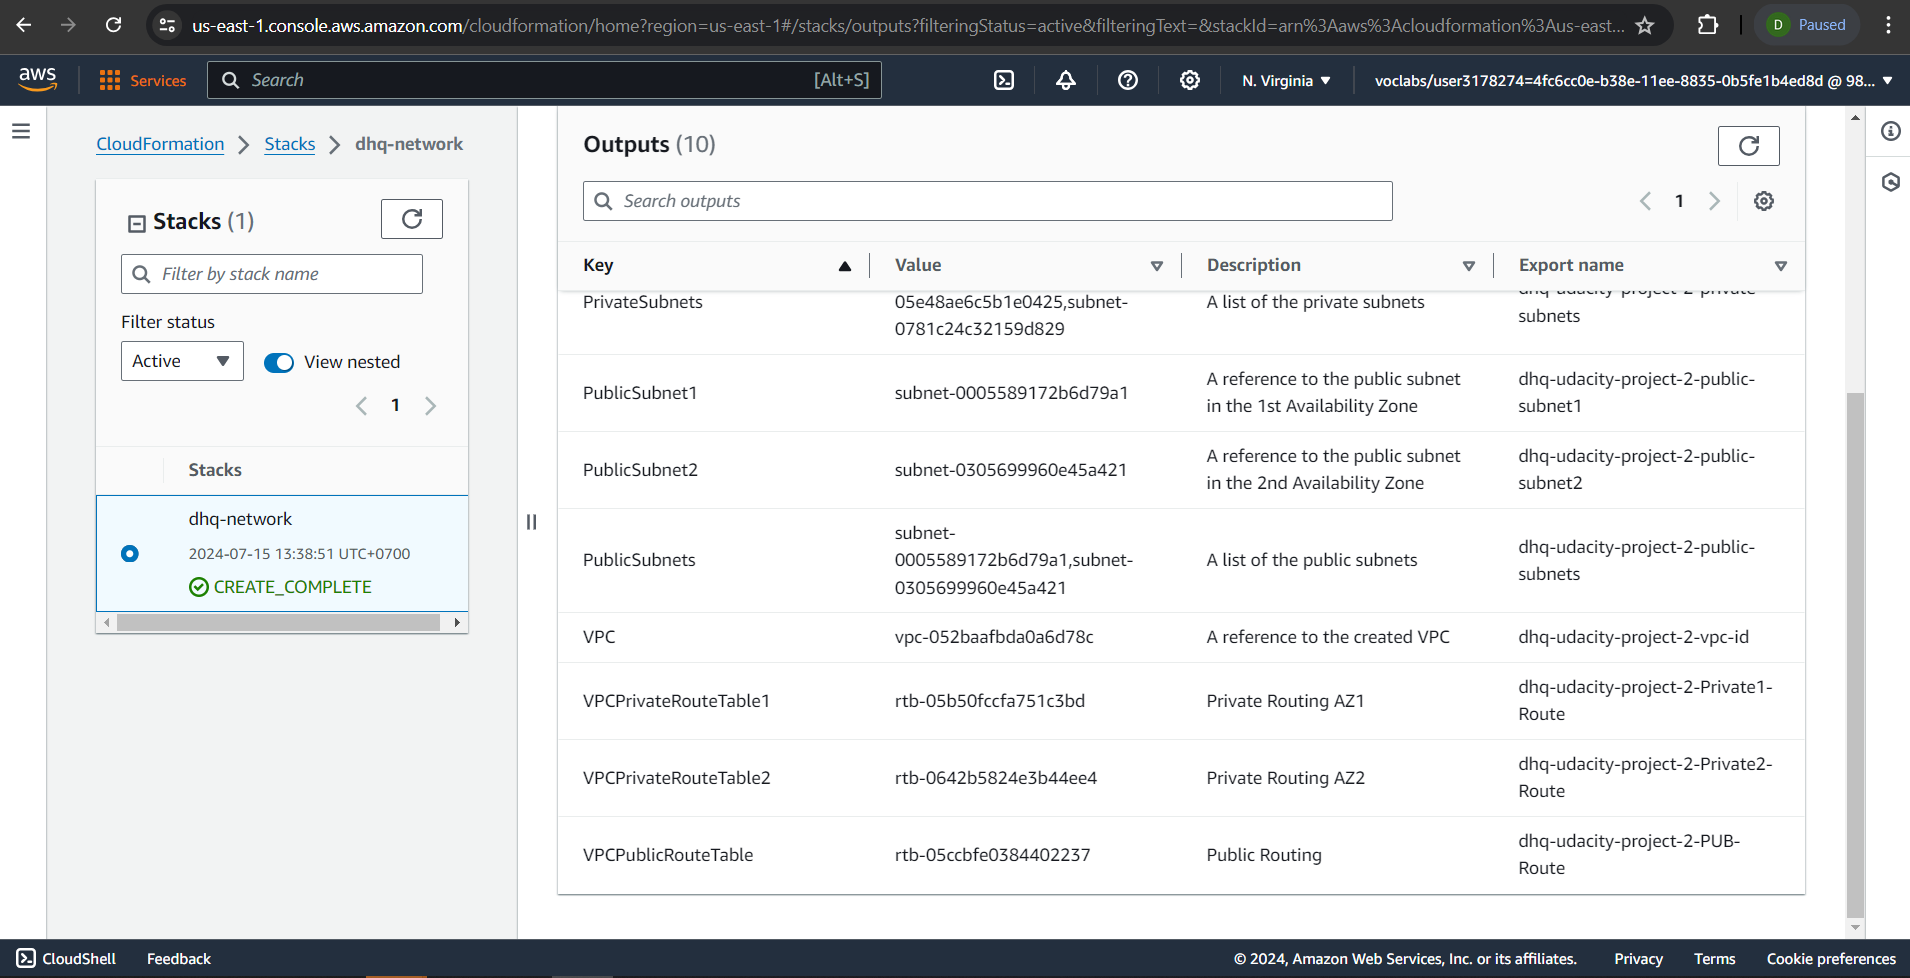 us-east-1.console.aws.amazon.com/cloudformation/home?region=us-east-1#/stacks/outputs?filteringStatus=active&filteringText=&stackId=arn%3Aaws%3Acloudformation%3Aus-east...
D Paused
aws
Services
Search [Alt+S]
N. Virginia
voclabs/user3178274=4fc6cc0e-b38e-11ee-8835-0b5fe1b4ed8d @ 98...
CloudFormation
Stacks
dhq-network
Stacks (1)
Filter by stack name
Filter status
Active
View nested
1
Stacks
dhq-network
2024-07-15 13:38:51 UTC+0700
CREATE_COMPLETE
Outputs (10)
Search outputs
1
Key Value Description Export name
PrivateSubnets
05e48ae6c5b1e0425,subnet-
0781c24c32159d829
A list of the private subnets
dhq-udacity-project-2-private-
subnets
PublicSubnet1
subnet-0005589172b6d79a1
A reference to the public subnet
in the 1st Availability Zone
dhq-udacity-project-2-public-
subnet1
PublicSubnet2
subnet-0305699960e45a421
A reference to the public subnet
in the 2nd Availability Zone
dhq-udacity-project-2-public-
subnet2
PublicSubnets
subnet-
0005589172b6d79a1,subnet-
0305699960e45a421
A list of the public subnets
dhq-udacity-project-2-public-
subnets
VPC
vpc-052baafbda0a6d78c
A reference to the created VPC
dhq-udacity-project-2-vpc-id
VPCPrivateRouteTable1
rtb-05b50fccfa751c3bd
Private Routing AZ1
dhq-udacity-project-2-Private1-
Route
VPCPrivateRouteTable2
rtb-0642b5824e3b44ee4
Private Routing AZ2
dhq-udacity-project-2-Private2-
Route
VPCPublicRouteTable
rtb-05ccbfe0384402237
Public Routing
dhq-udacity-project-2-PUB-
Route
CloudShell
Feedback
© 2024, Amazon Web Services, Inc. or its affiliates.
Privacy
Terms
Cookie preferences